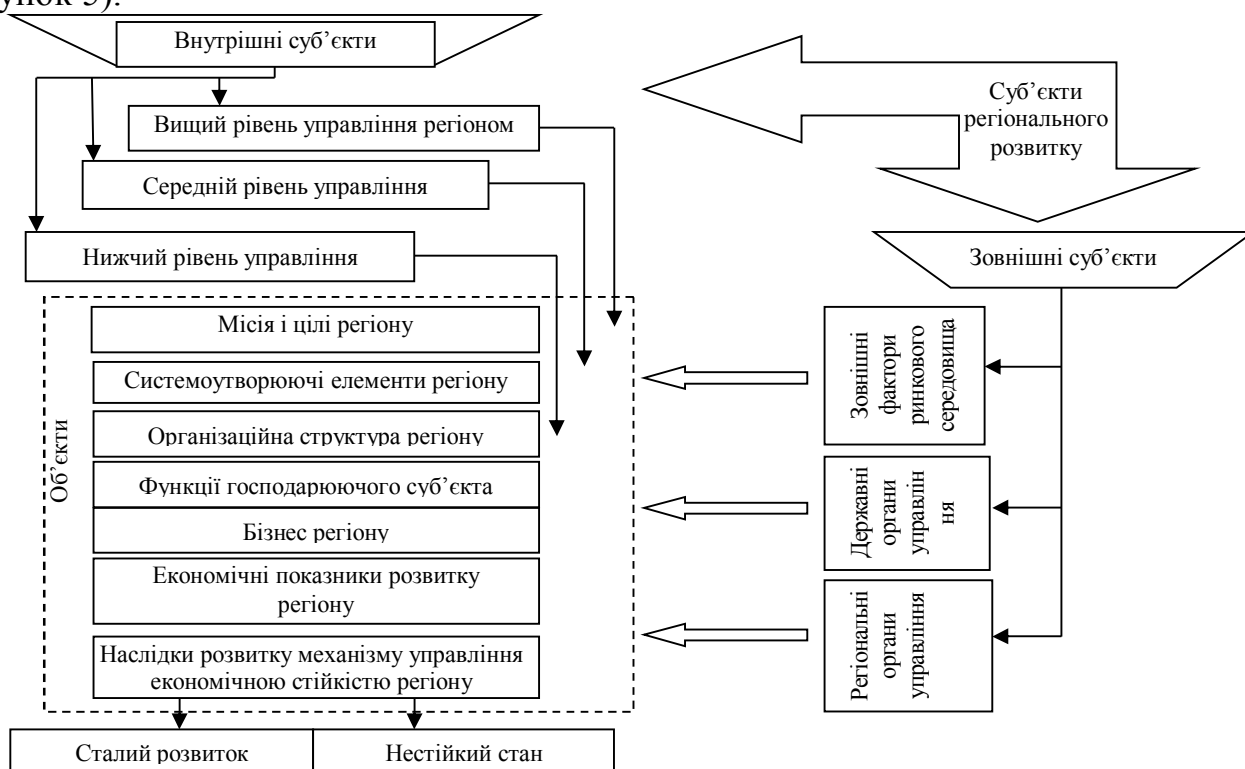 унок 5).
Внутрішні суб’єкти
Вищий рівень управління регіоном
Середній рівень управління
Нижчий рівень управління
Суб’єкти
регіонального
розвитку
Зовнішні суб’єкти
Об’єкти
Місія і цілі регіону
Системоутворюючі елементи регіону
Організаційна структура регіону
Функції господарюючого суб’єкта
Бізнес регіону
Економічні показники розвитку
регіону
Наслідки розвитку механізму управління
економічною стійкістю регіону
Сталий розвиток
Нестійкий стан
Зовнішні
фактори
ринкового
середовища
Державні
органи
управлін
ня
Регіональні
органи
управління